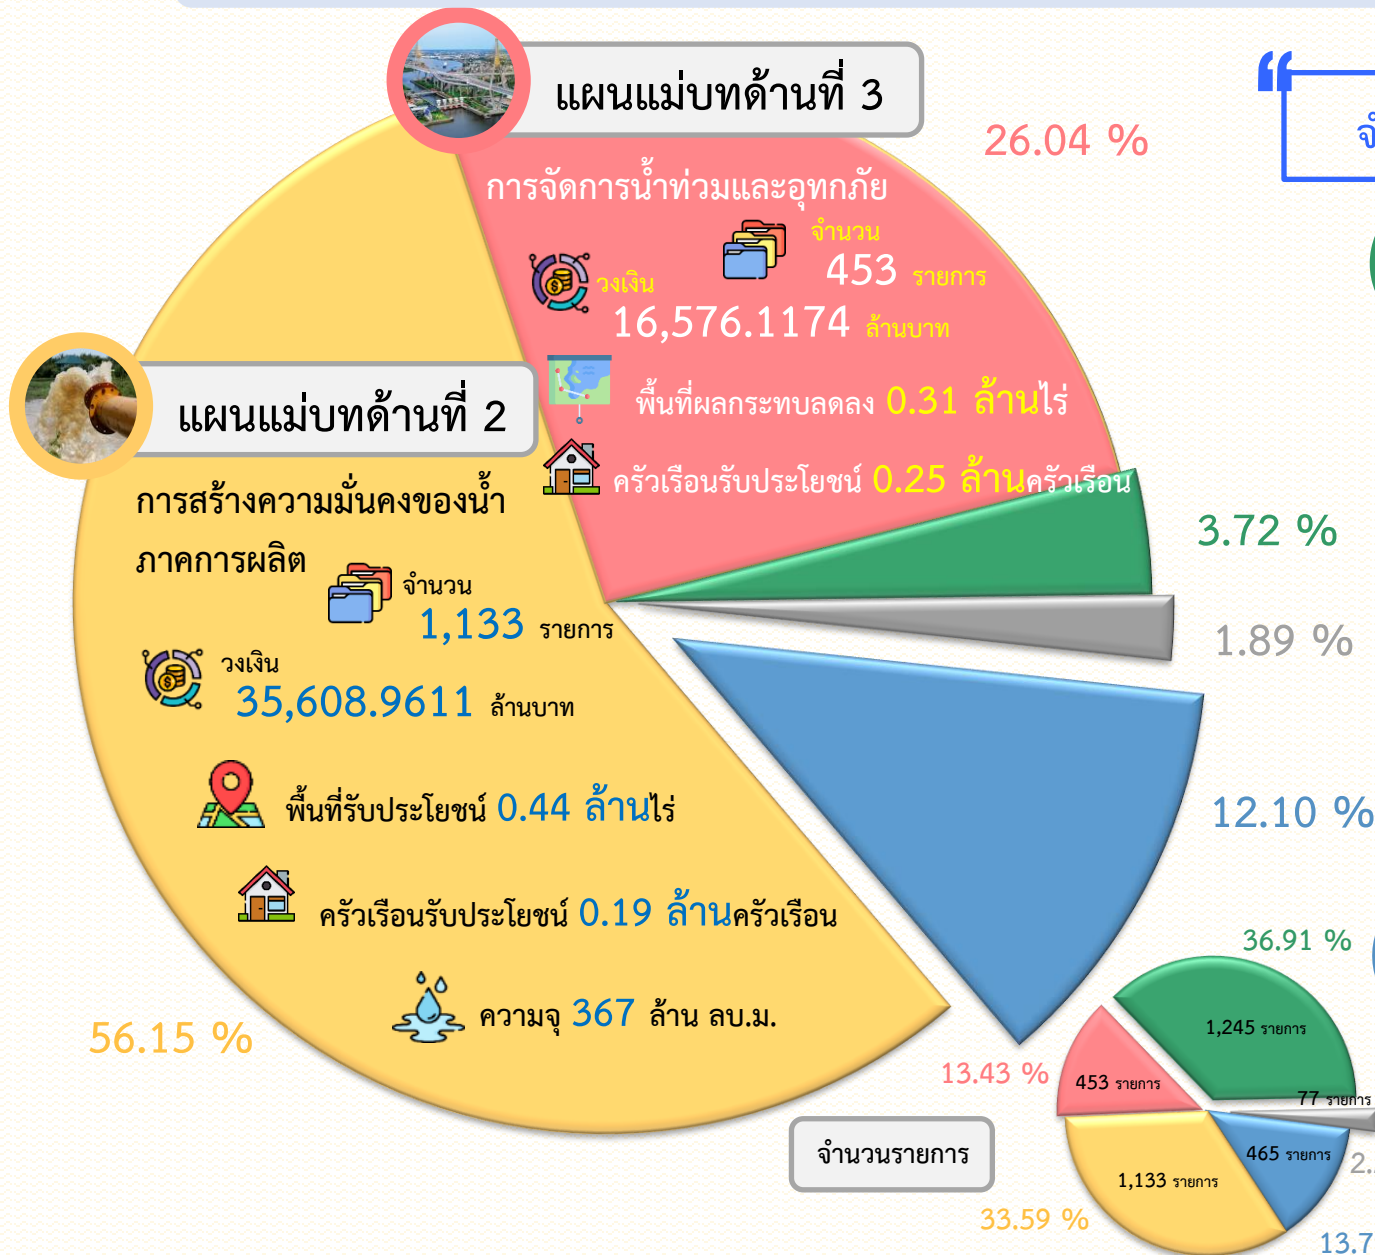 แผนแม่บทด้านที่ 3
26.04 %
การจัดการน้ำท่วมและอุทกภัย
จำนวน
453 รายการ
วงเงิน
16,576.1174 ล้านบาท
พื้นที่ผลกระทบลดลง 0.31 ล้านไร่
ครัวเรือนรับประโยชน์ 0.25 ล้านครัวเรือน
แผนแม่บทด้านที่ 2
การสร้างความมั่นคงของน้ำ
ภาคการผลิต
จำนวน
1,133 รายการ
วงเงิน
35,608.9611 ล้านบาท
พื้นที่รับประโยชน์ 0.44 ล้านไร่
ครัวเรือนรับประโยชน์ 0.19 ล้านครัวเรือน
ความจุ 367 ล้าน ลบ.ม.
56.15 %
3.72 %
1.89 %
12.10 %
36.91 %
1,245 รายการ
13.43 %
453 รายการ
77 รายการ
465 รายการ
1,133 รายการ
จำนวนรายการ
33.59 %